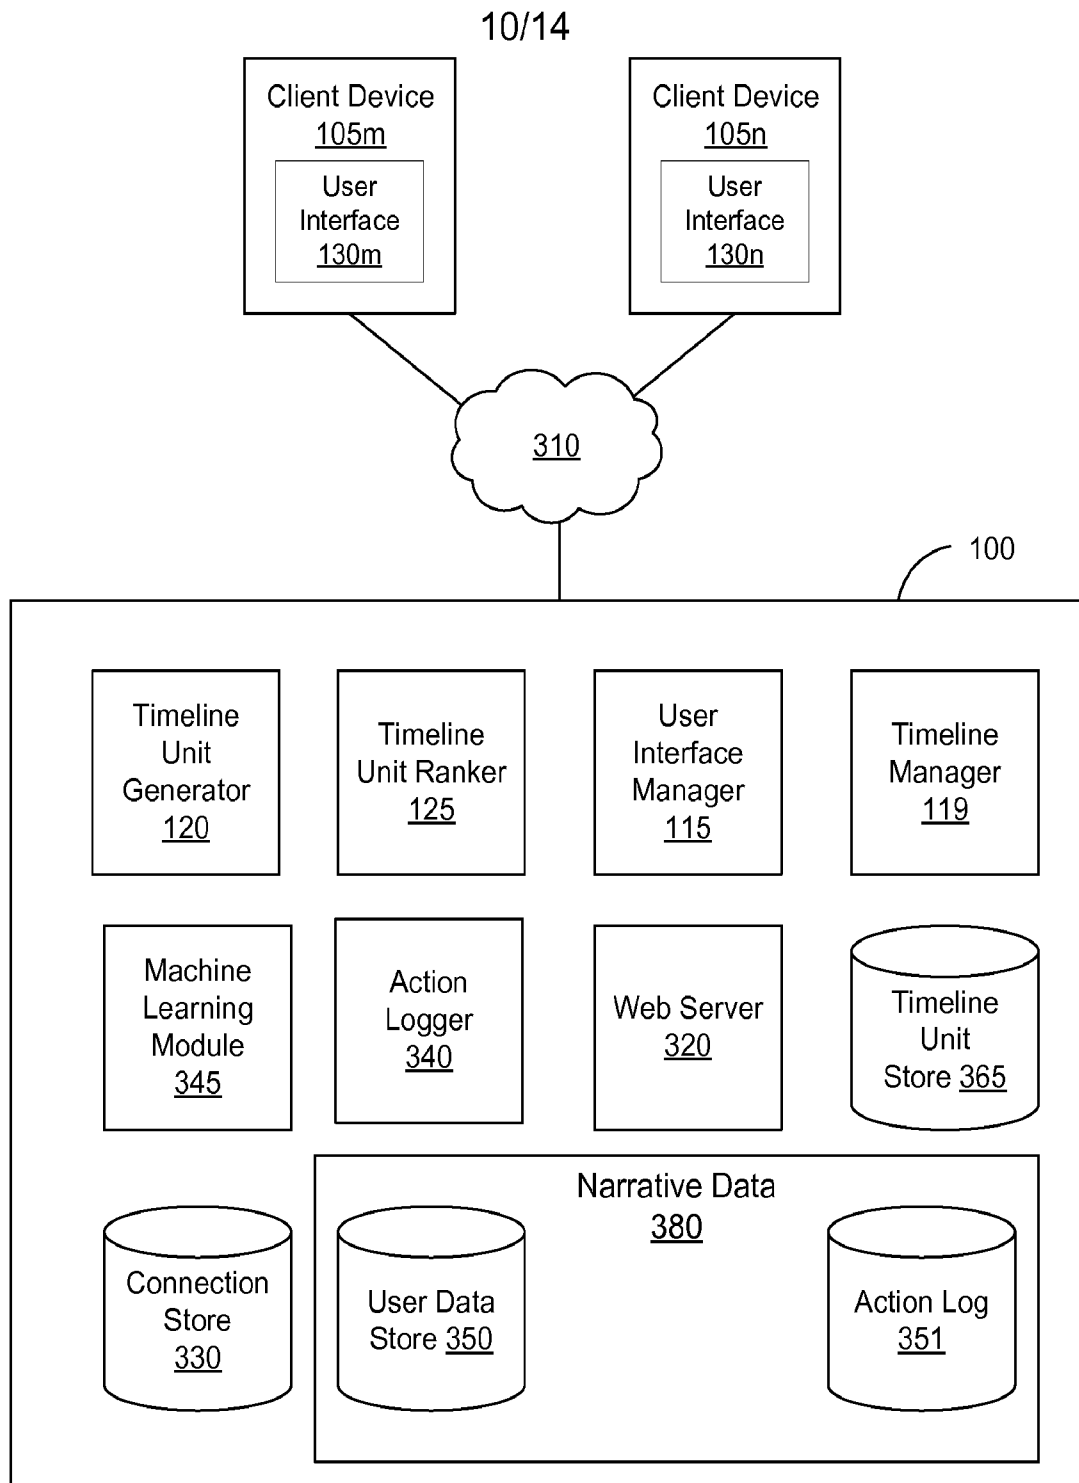 10/14
Client Device
105m
User
Interface
130m
Client Device
105n
User
Interface
130n
310
100
Timeline
Unit
Generator
120
Timeline
Unit Ranker
125
User
Interface
Manager
115
Timeline
Manager
119
Machine
Learning
Module
345
Action
Logger
340
Web Server
320
Timeline
Unit
Store 365
Connection
Store
330
Narrative Data
380
User Data
Store 350
Action Log
351